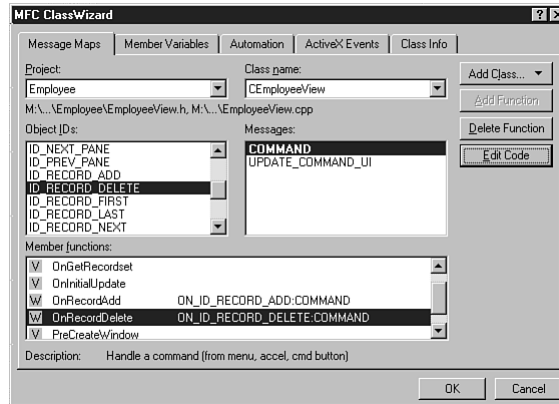 MFC ClassWizard
Message Maps Member Variables Automation ActiveX Events Class Info
Project: Class name:
Employee CEmployeeView
Add Class...
M:\...\Employee\EmployeeView.h, M:\...\EmployeeView.cpp
Add Function
Object IDs: Messages:
Delete Function
ID_NEXT_PANE COMMAND
ID_PREV_PANE UPDATE_COMMAND_UI
Edit Code
ID_RECORD_ADD
ID_RECORD_DELETE
ID_RECORD_FIRST
ID_RECORD_LAST
ID_RECORD_NEXT
Member functions:
V OnGetRecordset
V OnInitialUpdate
W OnRecordAdd ON_ID_RECORD_ADD:COMMAND
W OnRecordDelete ON_ID_RECORD_DELETE:COMMAND
V PreCreateWindow
Description: Handle a command (from menu, accel, cmd button)
OK Cancel